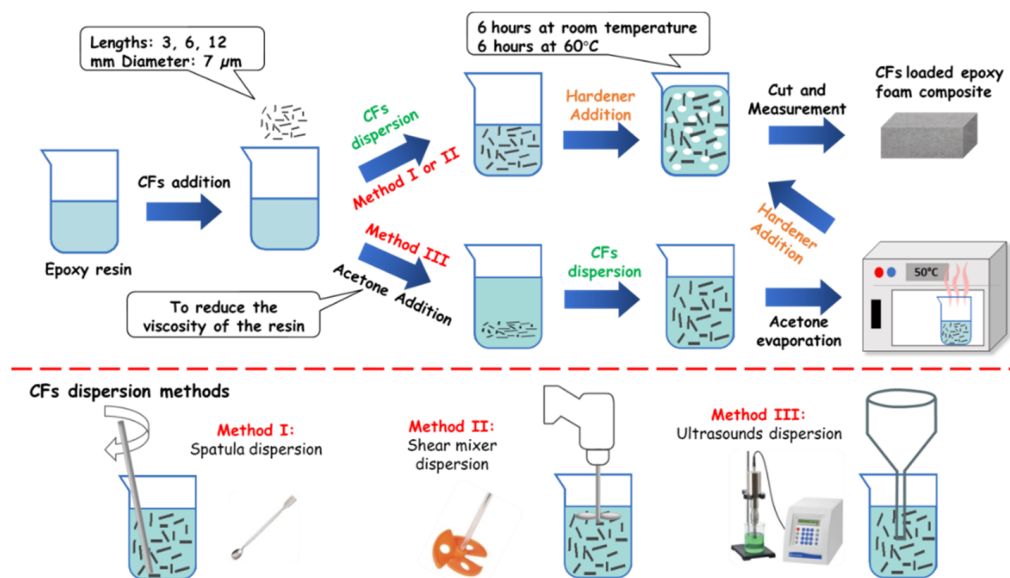 Lengths: 3, 6, 12
mm Diameter: 7 µm
6 hours at room temperature
6 hours at 60°C
CFs addition
Epoxy resin
CFs
dispersion
Method I or II
Hardener
Addition
Cut and
Measurement
CFs loaded epoxy
foam composite
Method III
Acetone Addition
To reduce the
viscosity of the resin
CFs
dispersion
Hardener
Addition
Acetone
evaporation
50°C
CFs dispersion methods
Method I:
Spatula dispersion
Method II:
Shear mixer
dispersion
Method III:
Ultrasounds dispersion